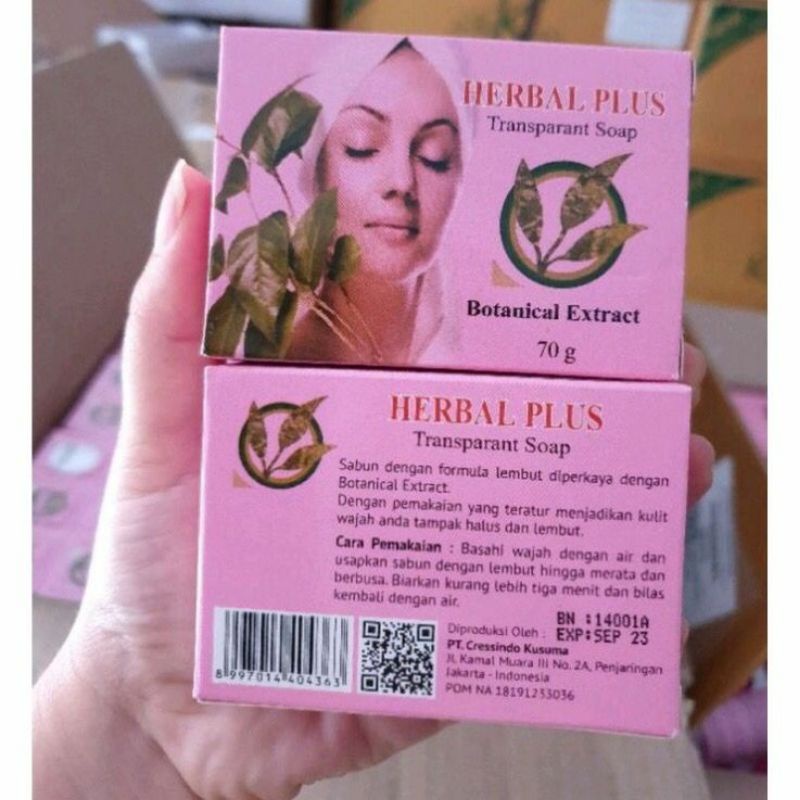 HERBAL PLUS
Transparant Soap
Botanical Extract
70 g
HERBAL PLUS
Transparant Soap
Sabun dengan formula lembut diperkaya dengan
Botanical Extract.
Dengan pemakaian yang teratur menjadikan kulit
wajah anda tampak halus dan lembut.
Cara Pemakaian : Basahi wajah dengan air dan
usapkan sabun dengan lembut hingga merata dan
berbusa. Biarkan kurang lebih tiga menit dan bilas
kembali dengan air.
BN :14001A
Diproduksi Oleh : EXP:SEP 23
PT. Cressindo Kusuma
Jl. Kamal Muara III No. 2A, Penjaringan
Jakarta - Indonesia
POM NA 18191233036
8 997014 404363